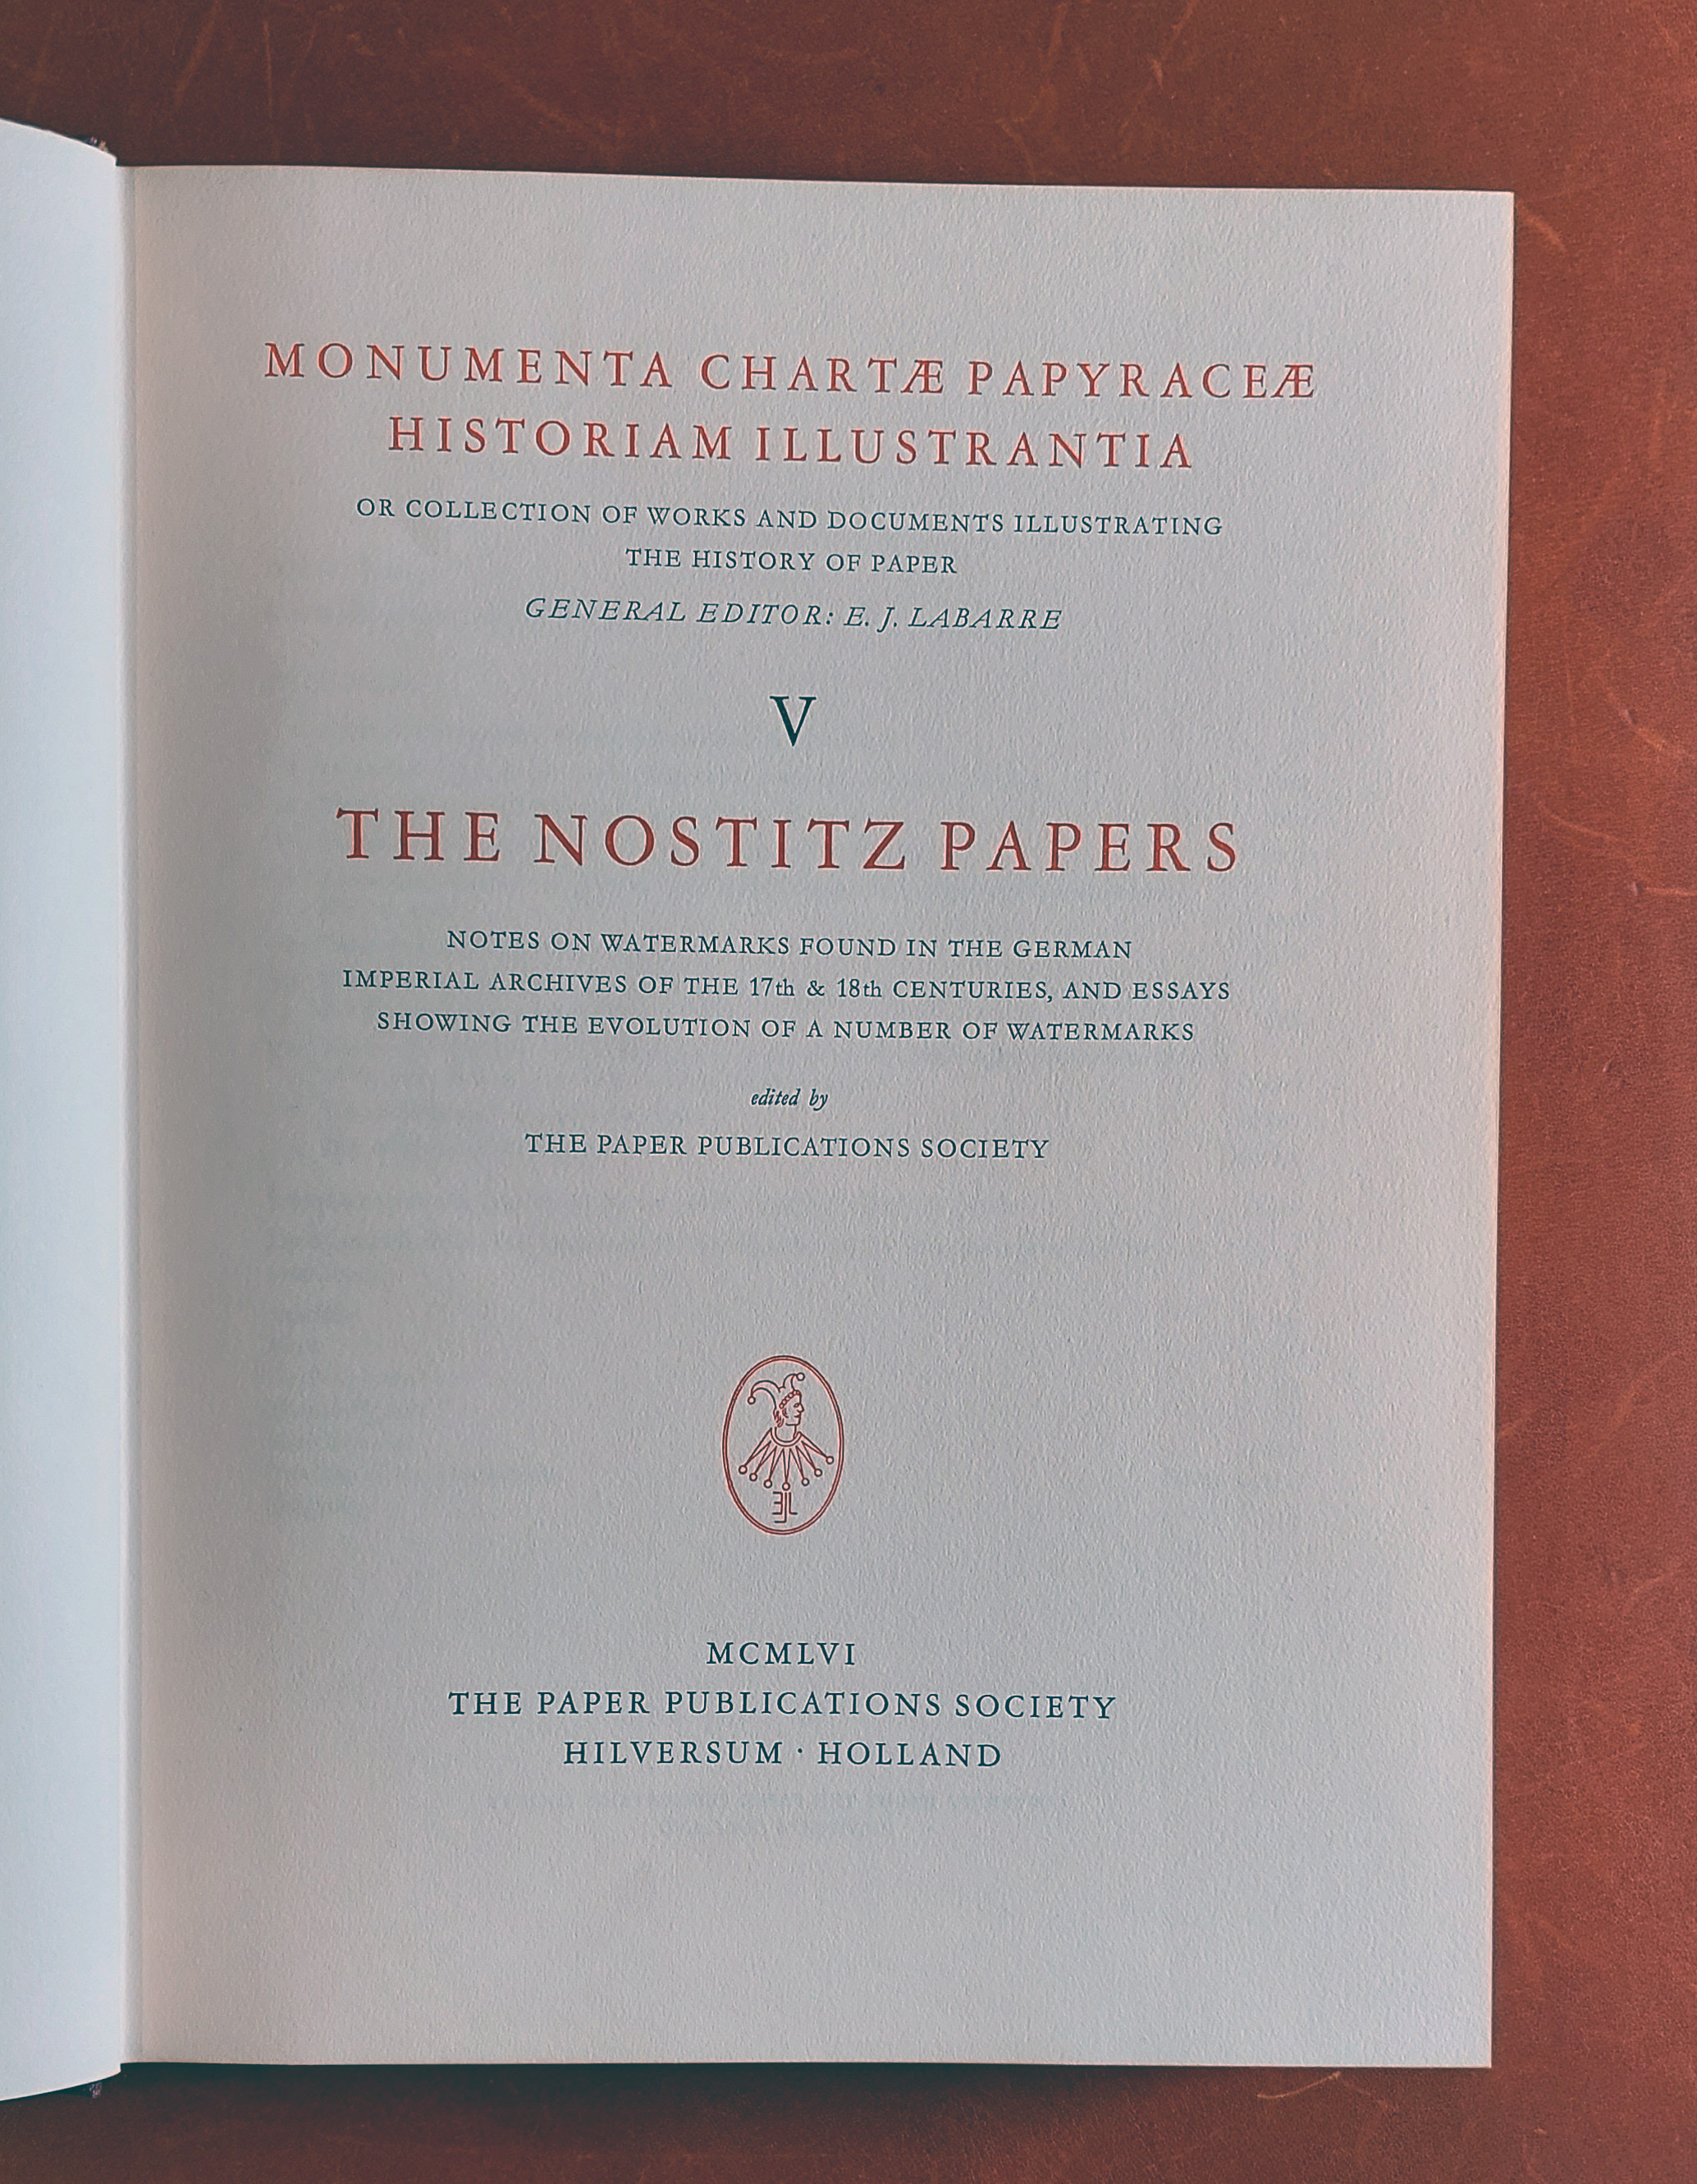 MONUMENTA CHARTÆ PAPYRACEÆ
HISTORIAM ILLUSTRANTIA
OR COLLECTION OF WORKS AND DOCUMENTS ILLUSTRATING
THE HISTORY OF PAPER
GENERAL EDITOR: E. J. LABARRE
V
THE NOSTITZ PAPERS
NOTES ON WATERMARKS FOUND IN THE GERMAN
IMPERIAL ARCHIVES OF THE 17th & 18th CENTURIES, AND ESSAYS
SHOWING THE EVOLUTION OF A NUMBER OF WATERMARKS
edited by
THE PAPER PUBLICATIONS SOCIETY
EJL
MCMLVI
THE PAPER PUBLICATIONS SOCIETY
HILVERSUM · HOLLAND